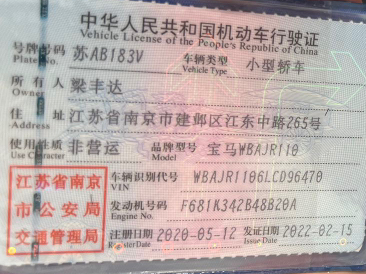 中华人民共和国机动车行驶证
Vehicle License of the People's Republic of China
号牌号码 苏AB183V 车辆类型 小型轿车
Plate No. Vehicle Type
所有人 梁丰达
Owner
住址 江苏省南京市建邺区江东中路265号
Address
使用性质 非营运 品牌型号 宝马WBAJR110
Use Character Model
江苏省南京 车辆识别代号 WBAJR1106LCD96470
VIN
市公安局 发动机号码 F681K342B48B20A
Engine No.
交通管理局 注册日期 2020-05-12 发证日期 2022-02-15
Register Date Issue Date